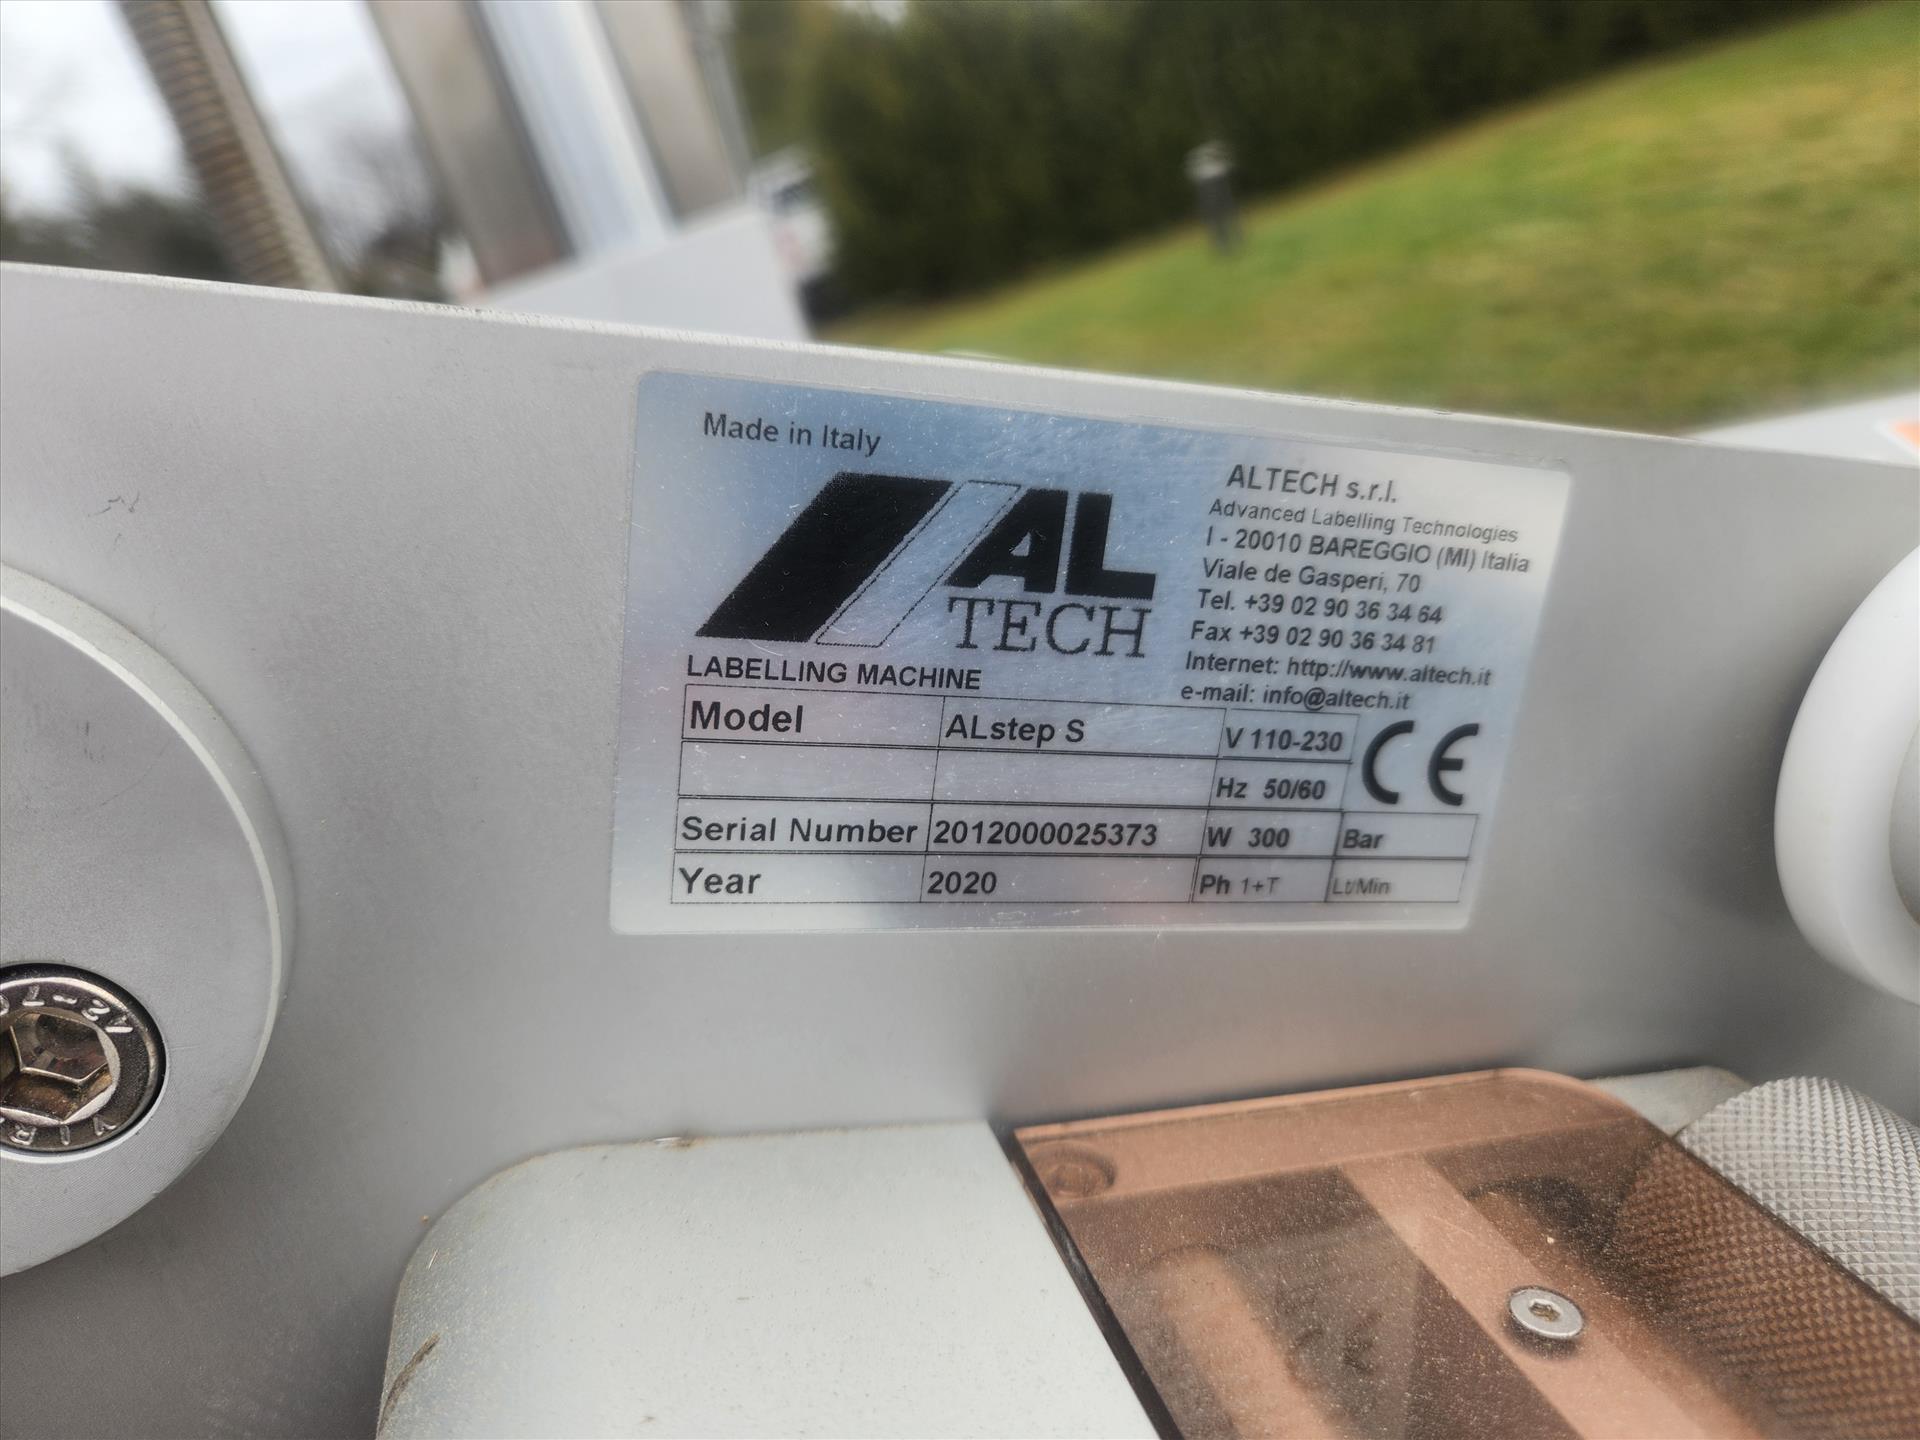 Made in Italy
AL
TECH
LABELLING MACHINE
ALTECH s.r.l.
Advanced Labelling Technologies
I - 20010 BAREGGIO (MI) Italia
Viale de Gasperi, 70
Tel. +39 02 90 36 34 64
Fax +39 02 90 36 34 81
Internet: http://www.altech.it
e-mail: info@altech.it
Model ALstep S V 110-230 CE
Hz 50/60
Serial Number 2012000025373 W 300 Bar
Year 2020 Ph 1+T Lt/Min